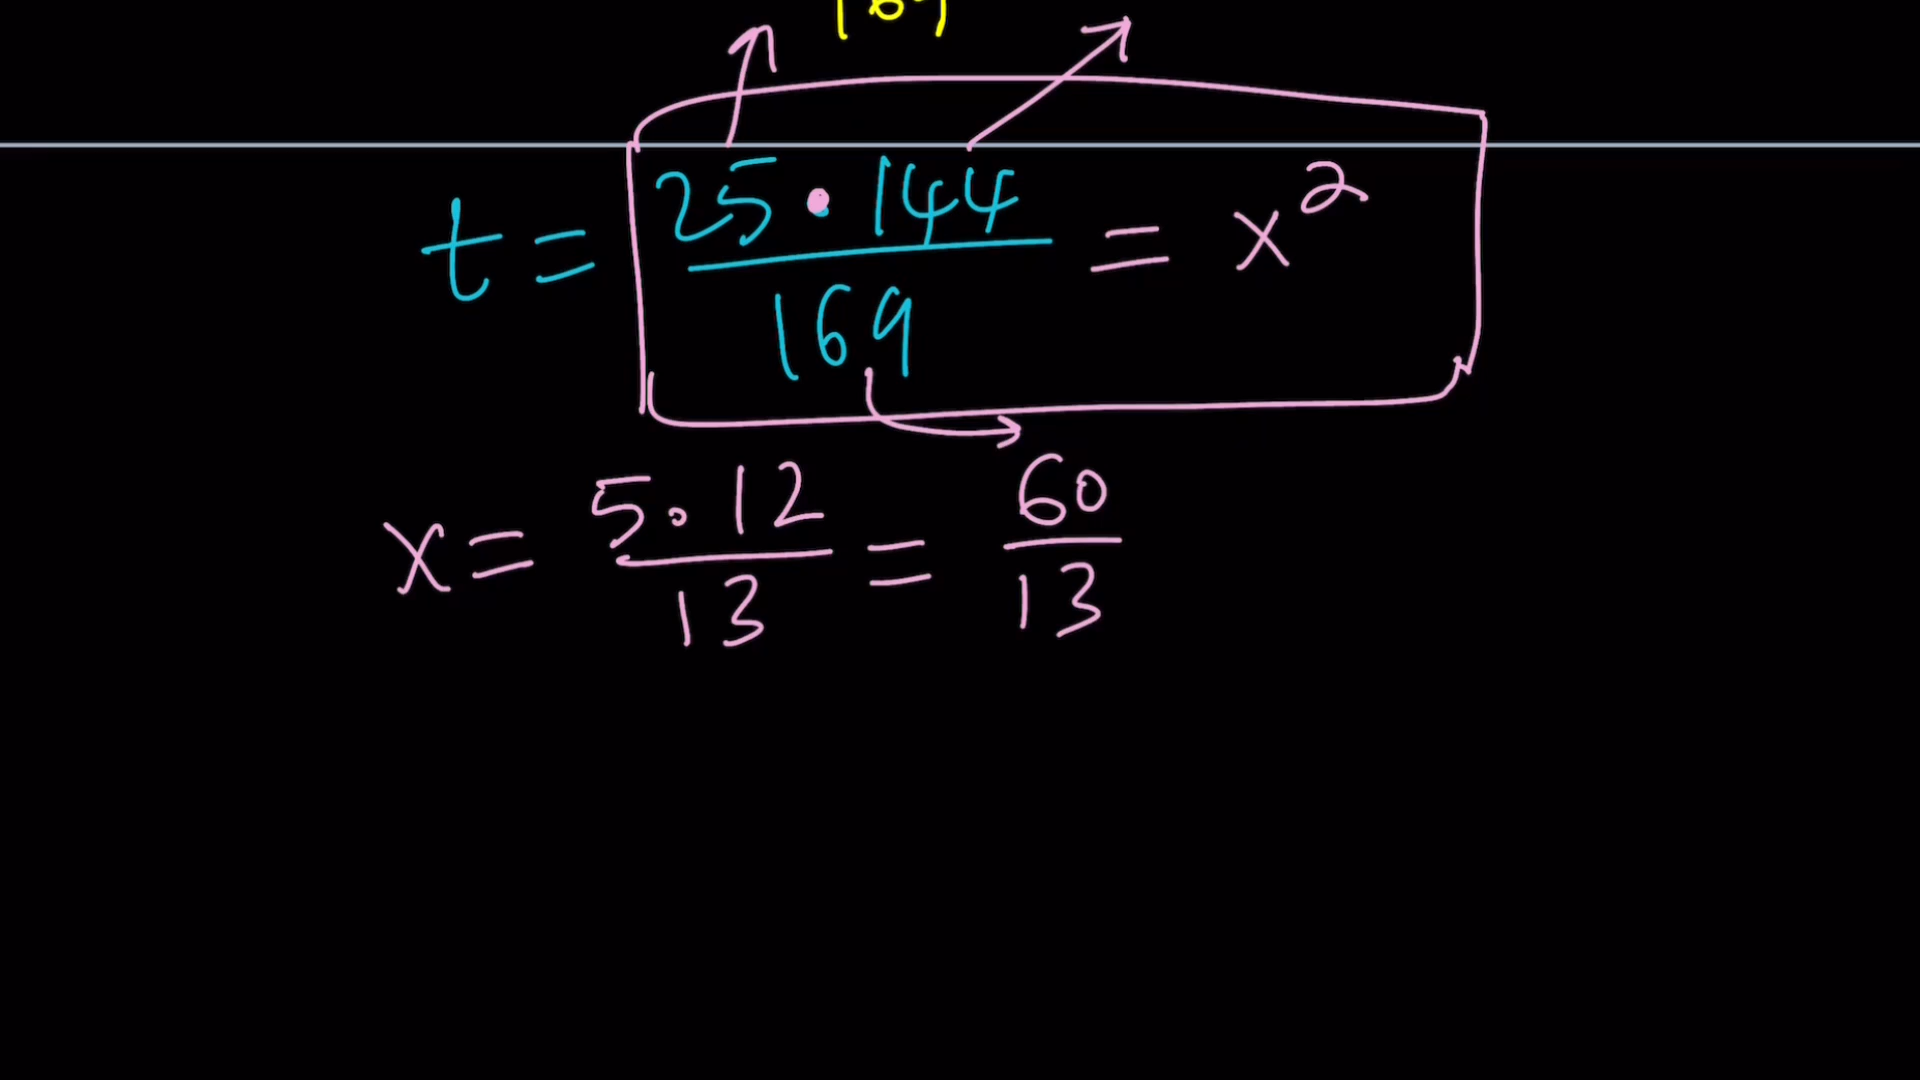 t = 25 • 144 / 169 = x²
x = 5 . 12 / 13 = 60 / 13